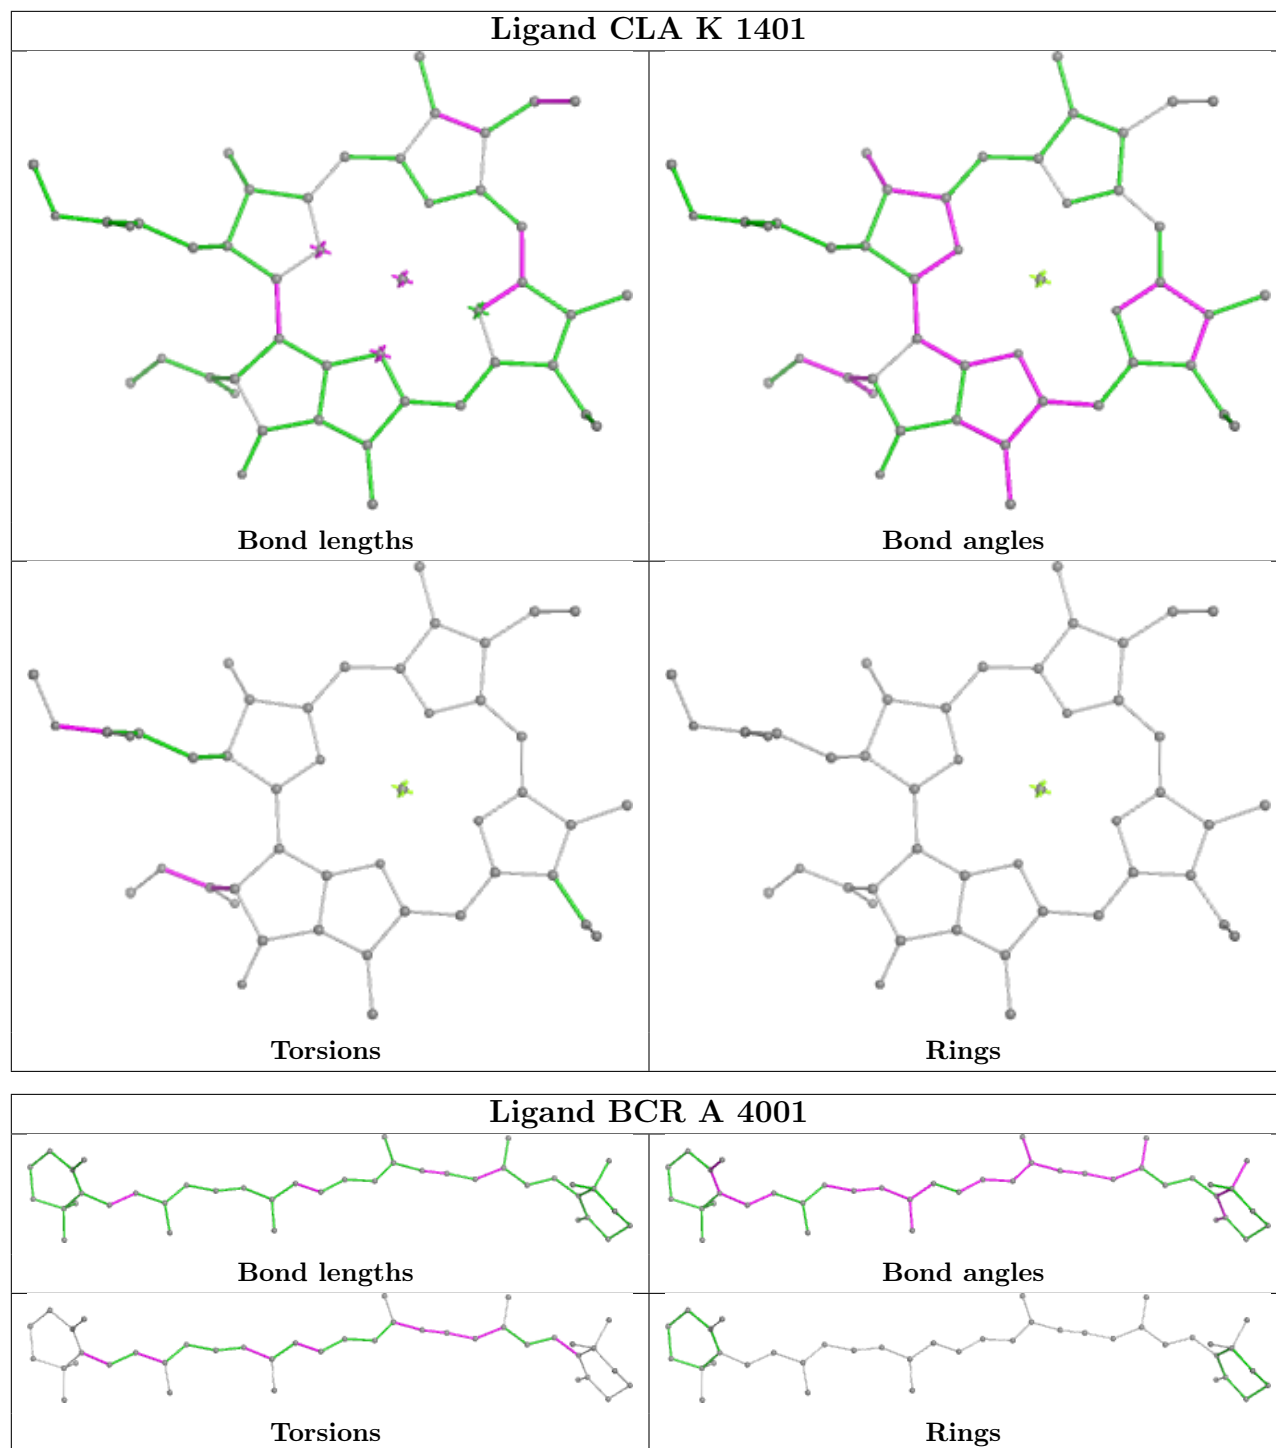 Ligand CLA K 1401
Bond lengths
Bond angles
Torsions
Rings
Ligand BCR A 4001
Bond lengths
Bond angles
Torsions
Rings